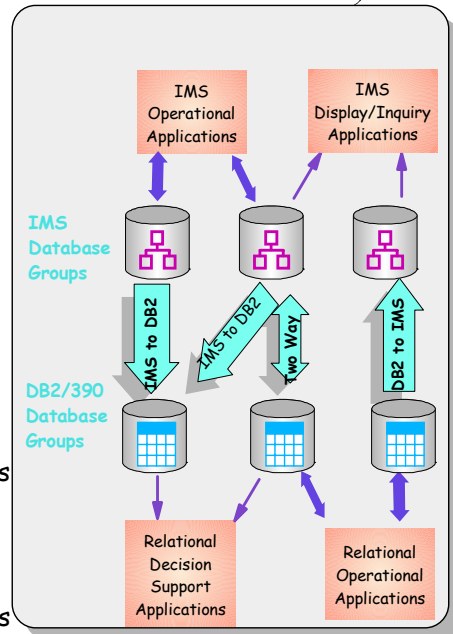 IMS
Operational
Applications
IMS
Display/Inquiry
Applications
IMS
Database
Groups
IMS to DB2
IMS to DB2
Two Way
DB2 to IMS
DB2/390
Database
Groups
s
Relational
Decision
Support
Applications
Relational
Operational
Applications
s